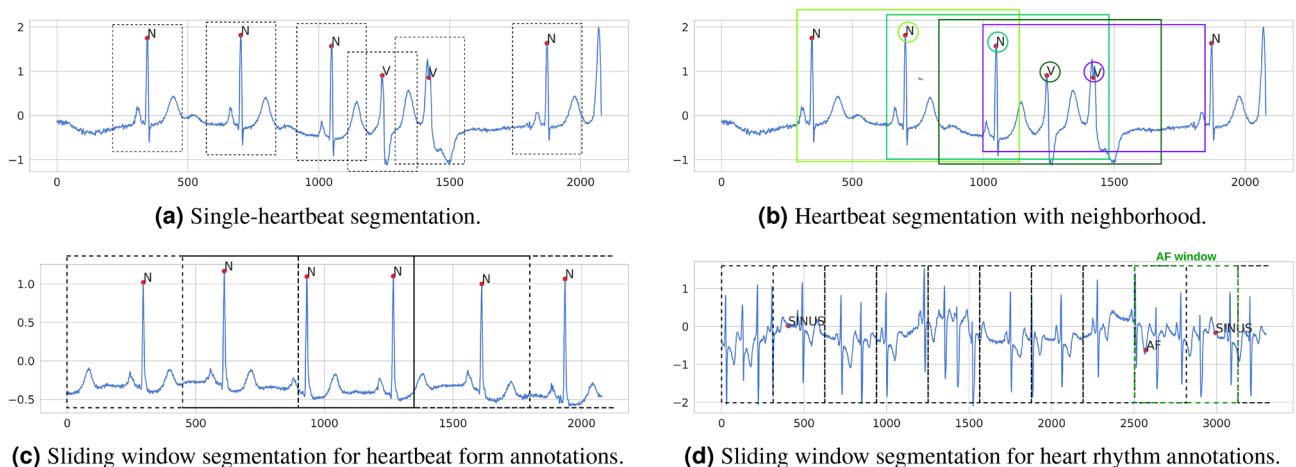 N N N V V N
2
1
0
−1
0 500 1000 1500 2000
(a) Single-heartbeat segmentation.
N N N V V N
2
1
0
−1
0 500 1000 1500 2000
(b) Heartbeat segmentation with neighborhood.
N N N N N N
1.0
0.5
0.0
−0.5
0 500 1000 1500 2000
(c) Sliding window segmentation for heartbeat form annotations.
AF window
1
0
−1
−2
SINUS AF SINUS
0 500 1000 1500 2000 2500 3000
(d) Sliding window segmentation for heart rhythm annotations.